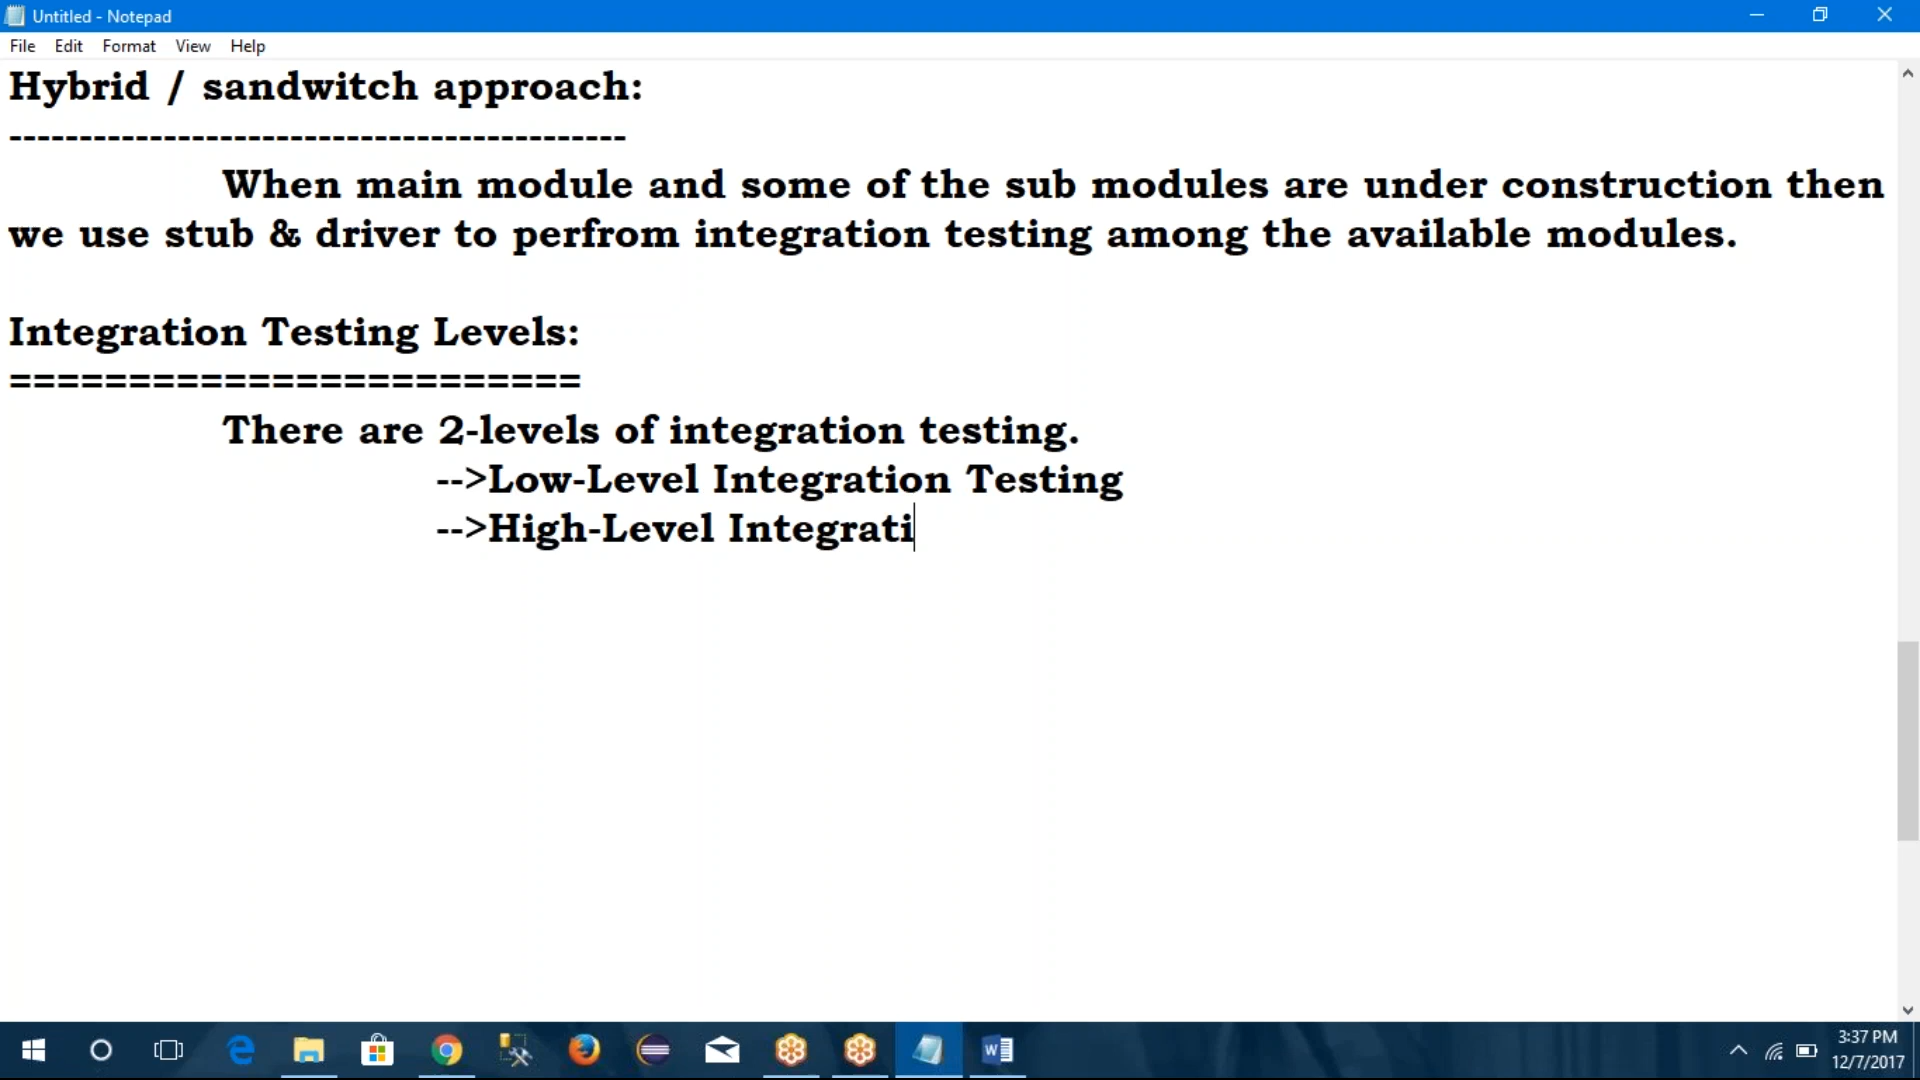 Untitled - Notepad
File Edit Format View Help
Hybrid / sandwitch approach:
--------------------------------------------
When main module and some of the sub modules are under construction then
we use stub & driver to perfrom integration testing among the available modules.
Integration Testing Levels:
========================
There are 2-levels of integration testing.
-->Low-Level Integration Testing
-->High-Level Integrati
3:37 PM
12/7/2017